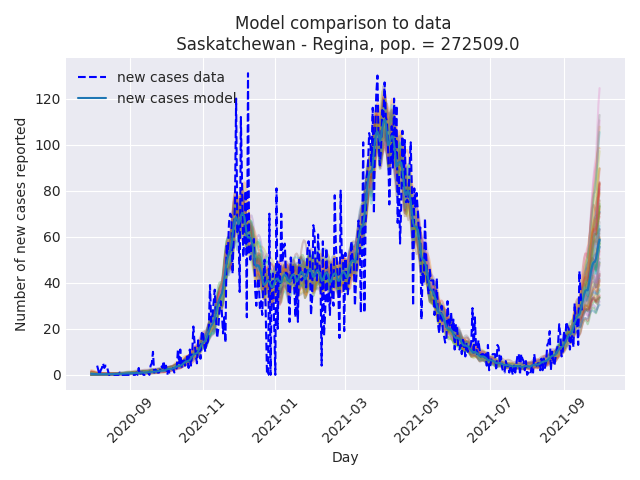 Model comparison to data
Saskatchewan - Regina, pop. = 272509.0
new cases data
new cases model
Number of new cases reported
120
100
80
60
40
20
0
2020-09
2020-11
2021-01
2021-03
2021-05
2021-07
2021-09
Day